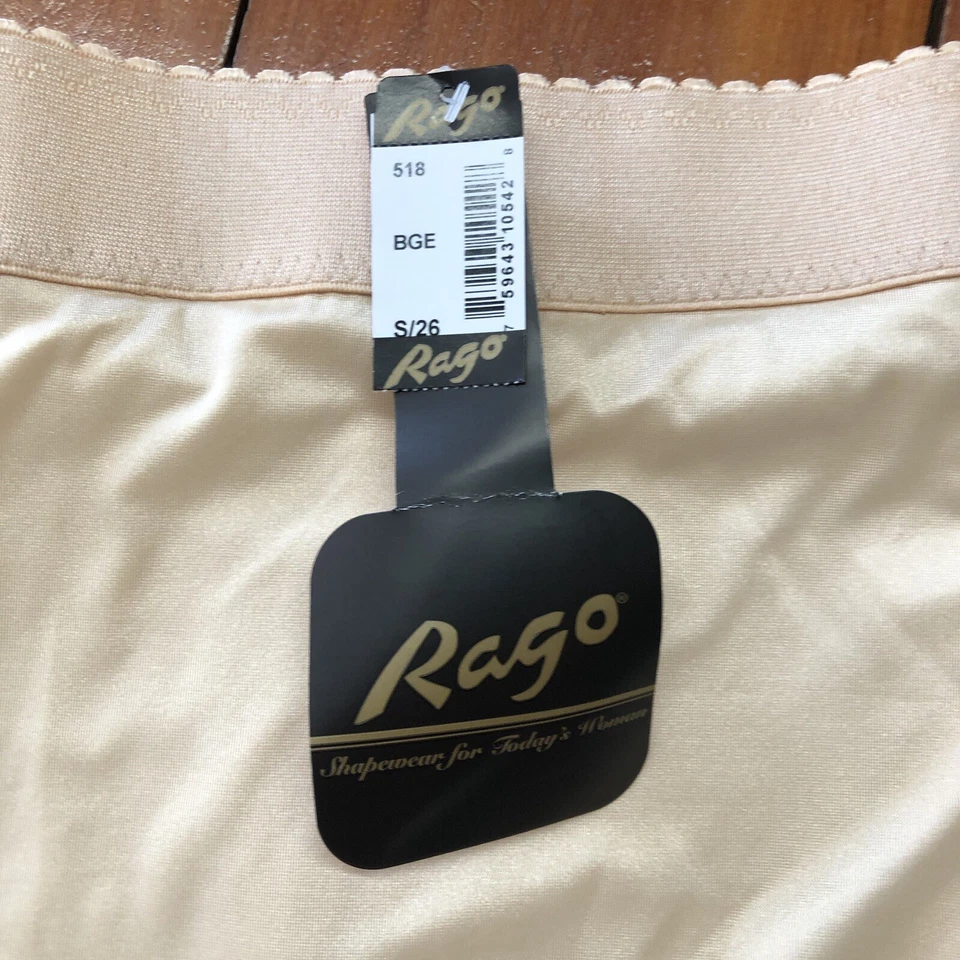 Rago
518
BGE
S/26
7 59643 10542 8
Rago
Rago®
Shapewear for Today's Woman